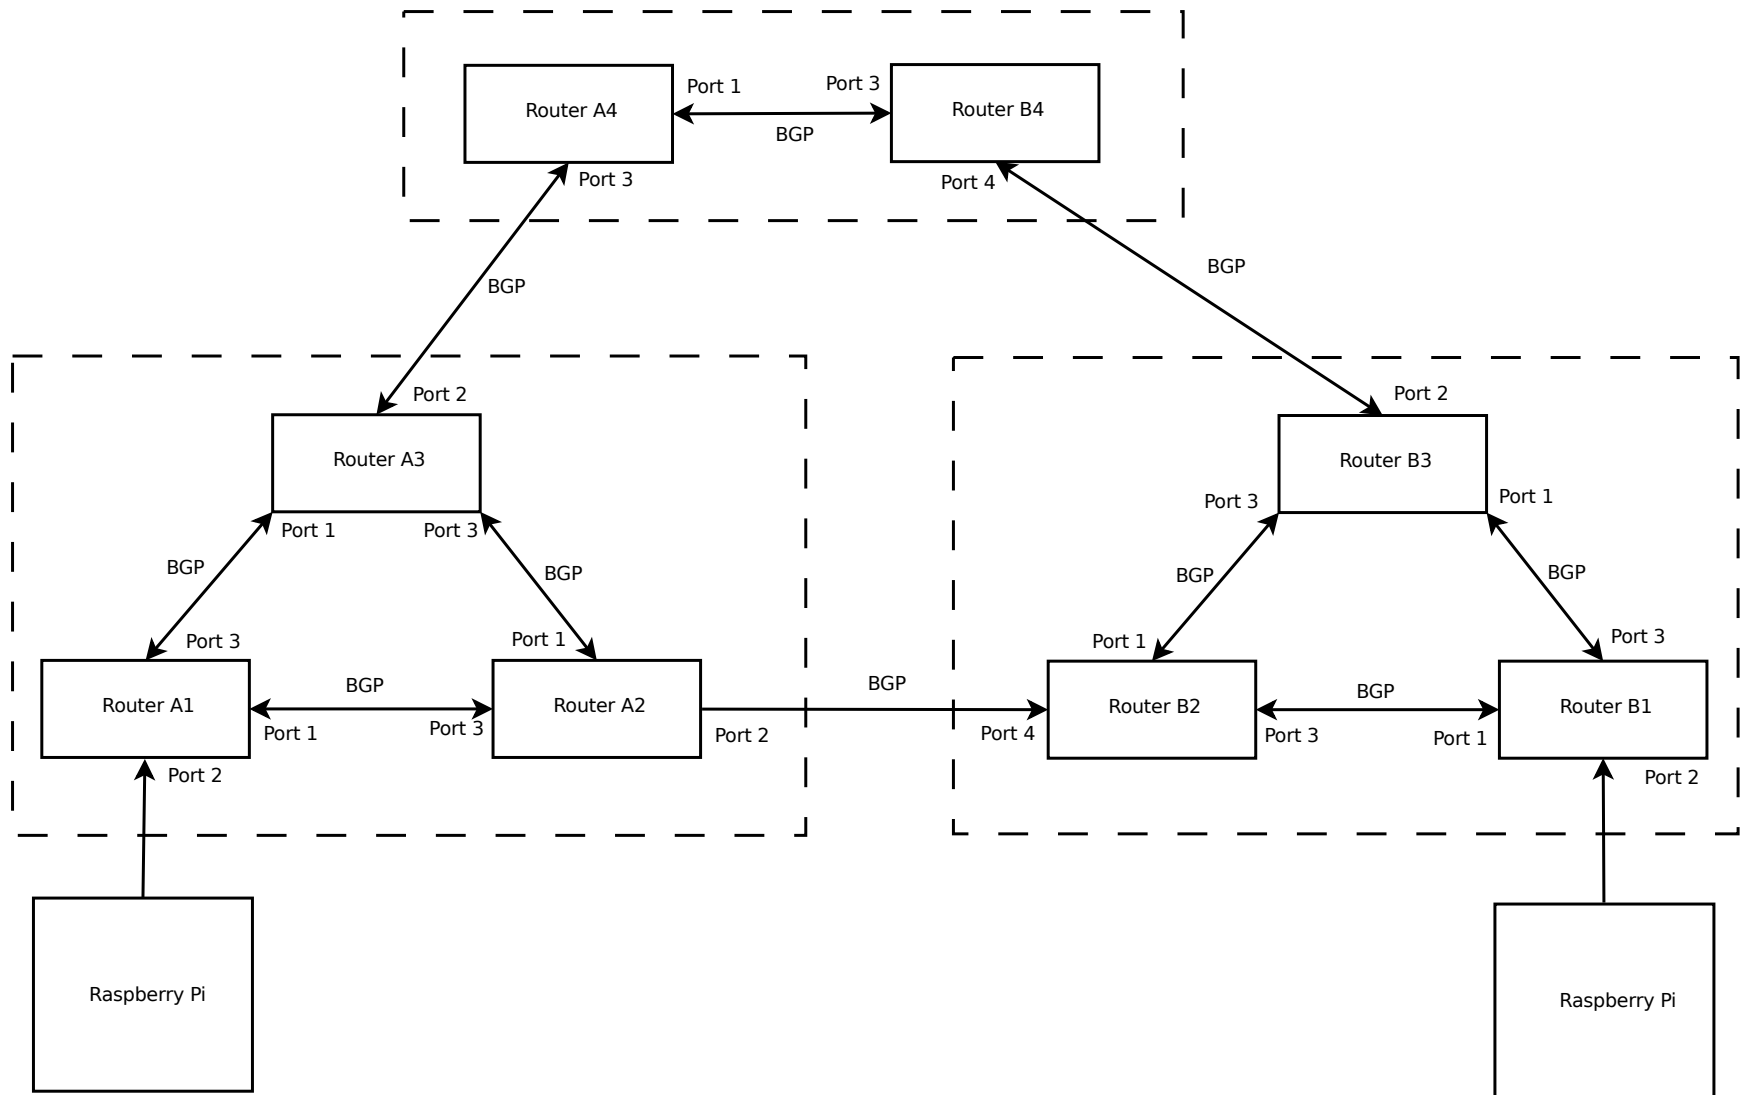 Router A4
Port 1
Port 3
BGP
Router B4
Port 3
Port 4
BGP
BGP
Port 2
Router A3
Port 1
Port 3
BGP
BGP
Port 3
Port 1
Router A1
BGP
Port 1
Port 3
Router A2
Port 2
Port 2
BGP
Port 2
Router B3
Port 3
Port 1
BGP
BGP
Port 1
Port 3
Router B2
Port 4
BGP
Port 3
Port 1
Router B1
Port 2
Raspberry Pi
Raspberry Pi